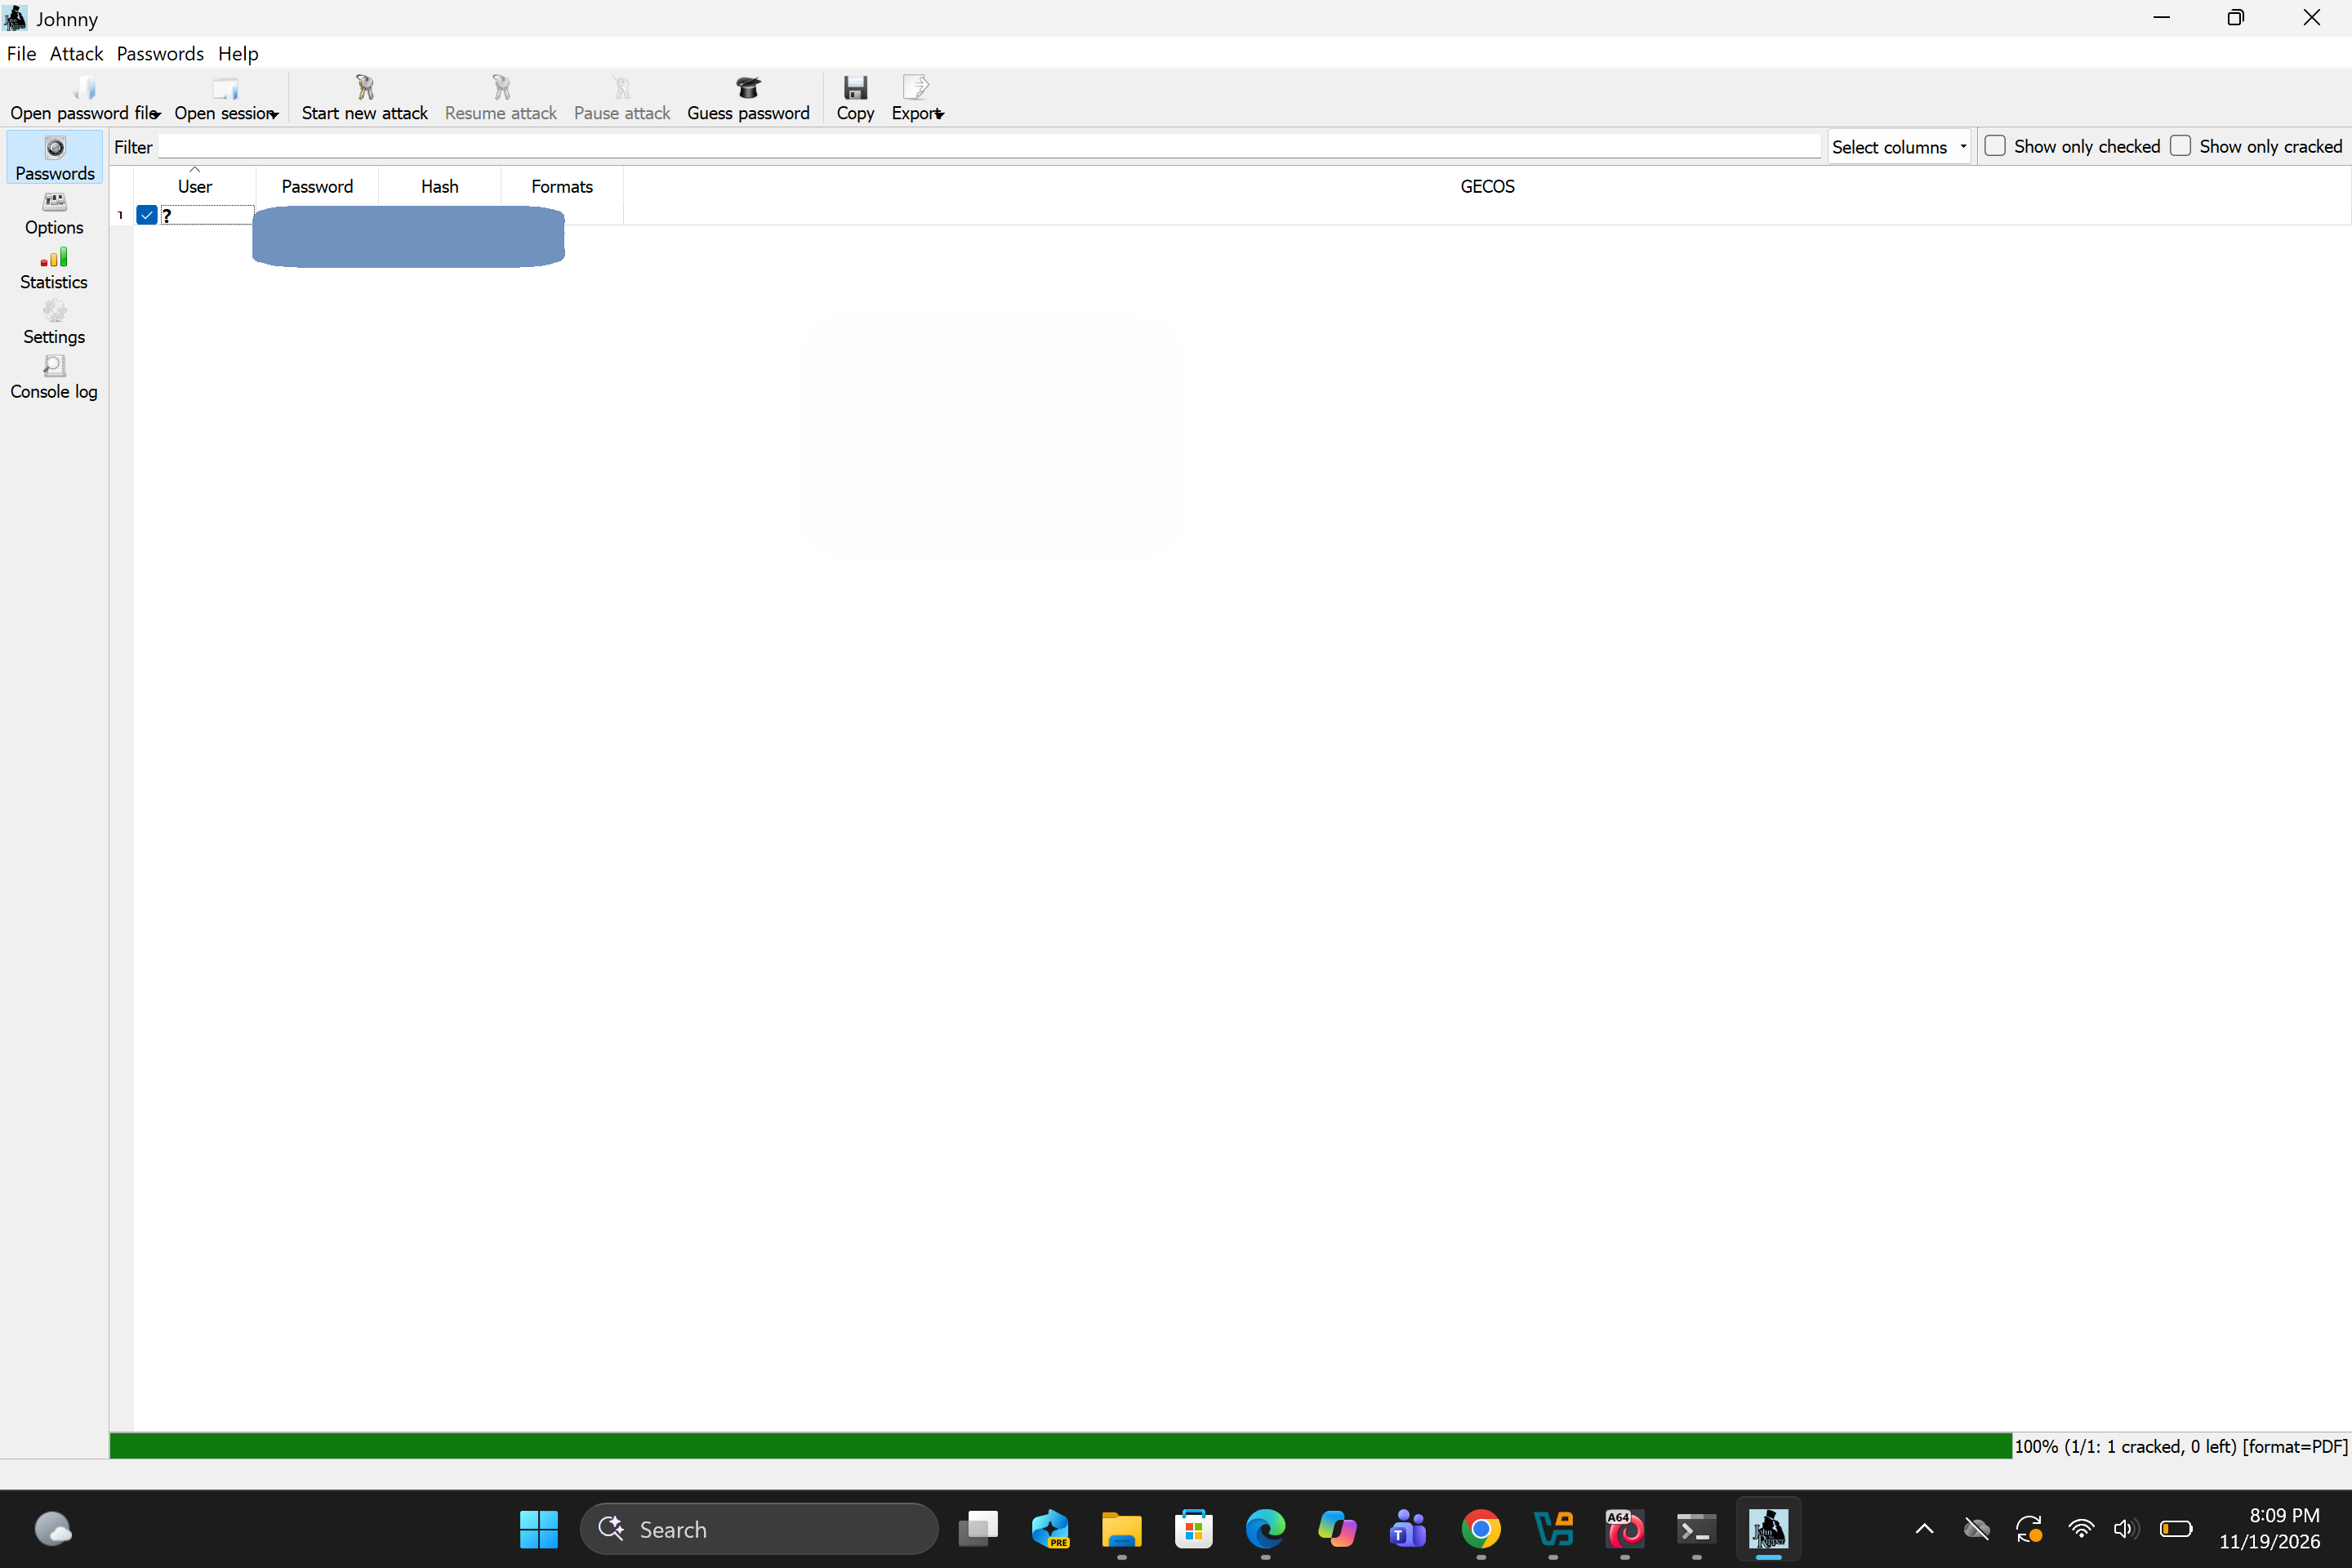 Johnny
File Attack Passwords Help
Open password file Open session Start new attack Resume attack Pause attack Guess password Copy Export
Passwords
Options
Statistics
Settings
Console log
Filter Select columns Show only checked Show only cracked
User Password Hash Formats GECOS
1 ?
100% (1/1: 1 cracked, 0 left) [format=PDF]
Search
PRE
T
A64
8:09 PM
11/19/2026